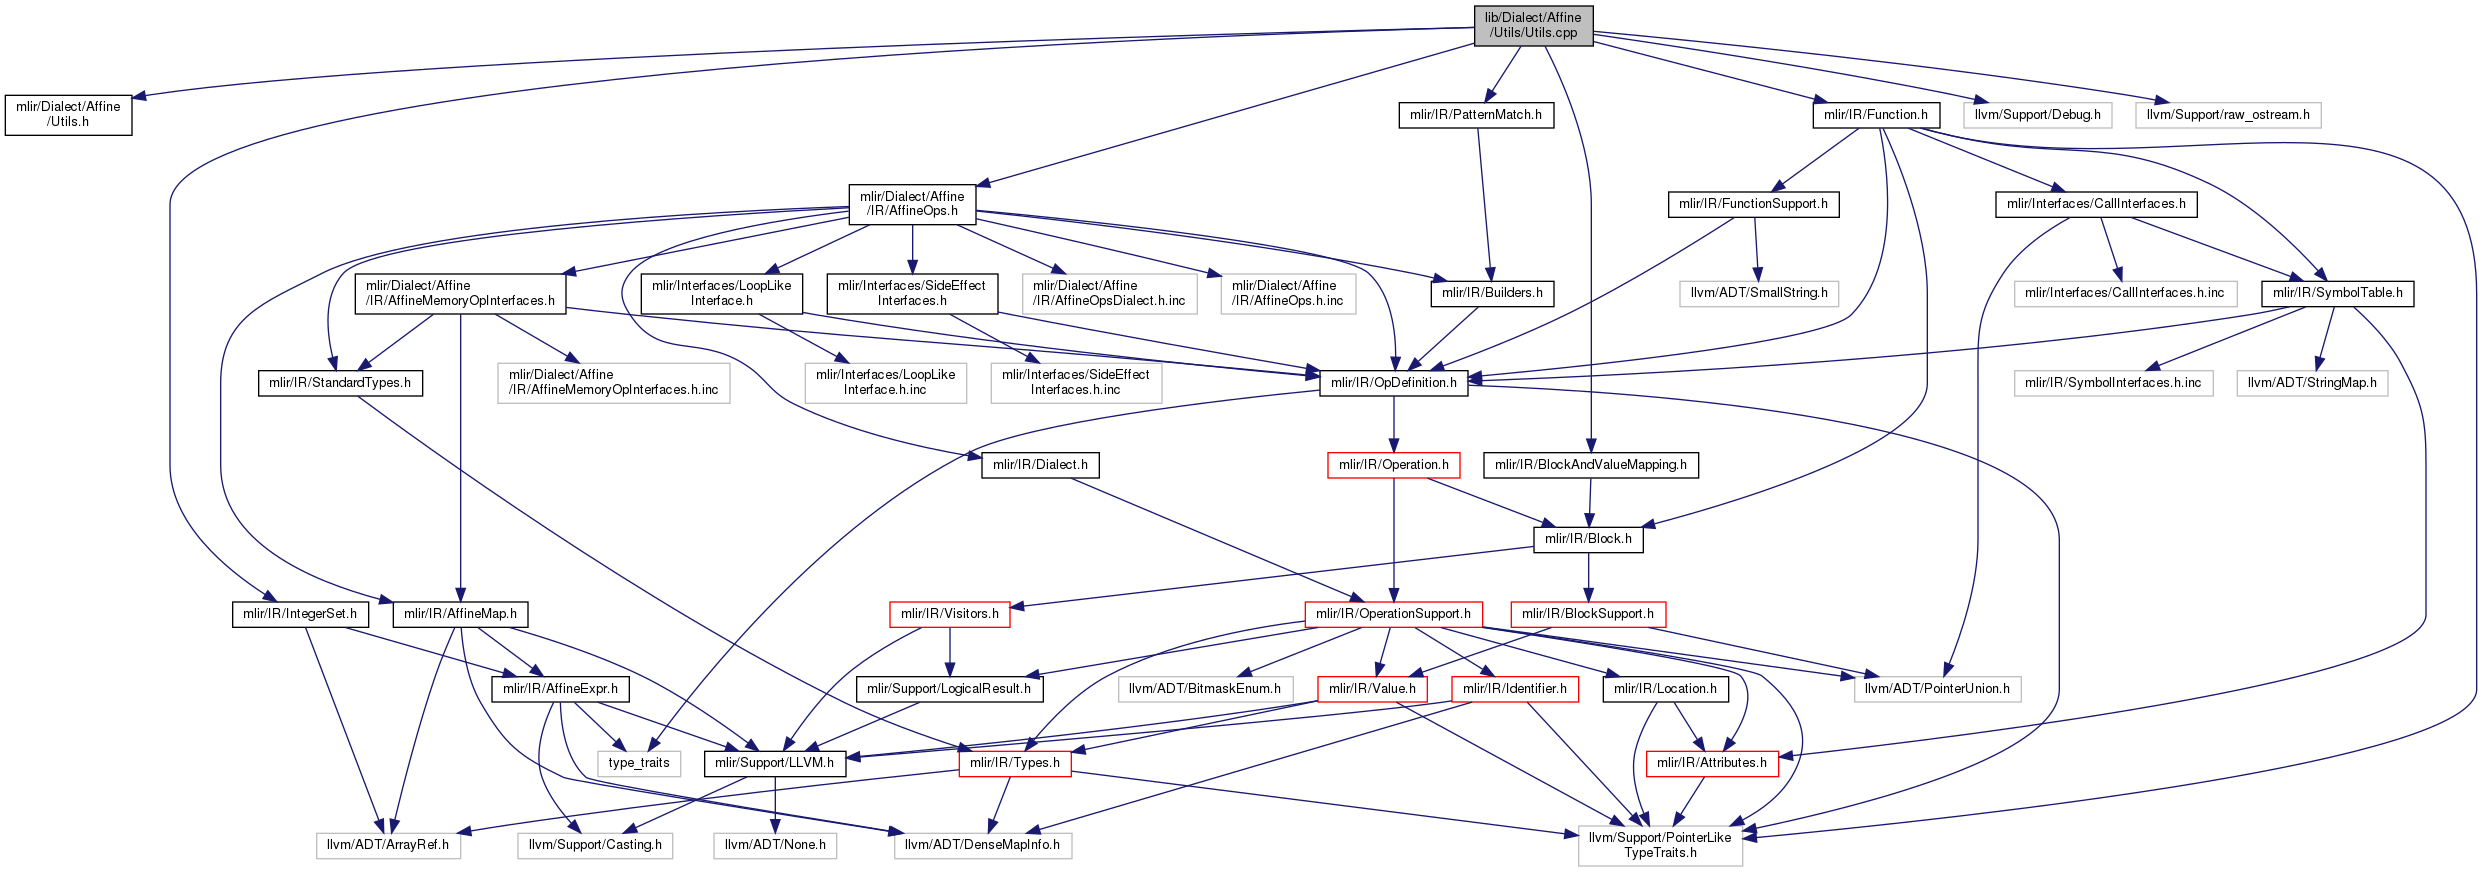 lib/Dialect/Affine
/Utils/Utils.cpp
mlir/Dialect/Affine
/Utils.h
mlir/IR/PatternMatch.h
mlir/IR/Function.h
llvm/Support/Debug.h
llvm/Support/raw_ostream.h
mlir/Dialect/Affine
/IR/AffineOps.h
mlir/IR/FunctionSupport.h
mlir/Interfaces/CallInterfaces.h
mlir/Dialect/Affine
/IR/AffineMemoryOpInterfaces.h
mlir/Interfaces/LoopLike
Interface.h
mlir/Interfaces/SideEffect
Interfaces.h
mlir/Dialect/Affine
/IR/AffineOpsDialect.h.inc
mlir/Dialect/Affine
/IR/AffineOps.h.inc
mlir/IR/Builders.h
llvm/ADT/SmallString.h
mlir/Interfaces/CallInterfaces.h.inc
mlir/IR/SymbolTable.h
mlir/IR/StandardTypes.h
mlir/Dialect/Affine
/IR/AffineMemoryOpInterfaces.h.inc
mlir/Interfaces/LoopLike
Interface.h.inc
mlir/Interfaces/SideEffect
Interfaces.h.inc
mlir/IR/OpDefinition.h
mlir/IR/SymbolInterfaces.h.inc
llvm/ADT/StringMap.h
mlir/IR/Dialect.h
mlir/IR/Operation.h
mlir/IR/BlockAndValueMapping.h
mlir/IR/Block.h
mlir/IR/IntegerSet.h
mlir/IR/AffineMap.h
mlir/IR/Visitors.h
mlir/IR/OperationSupport.h
mlir/IR/BlockSupport.h
mlir/IR/AffineExpr.h
mlir/Support/LogicalResult.h
llvm/ADT/BitmaskEnum.h
mlir/IR/Value.h
mlir/IR/Identifier.h
mlir/IR/Location.h
llvm/ADT/PointerUnion.h
type_traits
mlir/Support/LLVM.h
mlir/IR/Types.h
mlir/IR/Attributes.h
llvm/ADT/ArrayRef.h
llvm/Support/Casting.h
llvm/ADT/None.h
llvm/ADT/DenseMapInfo.h
llvm/Support/PointerLike
TypeTraits.h